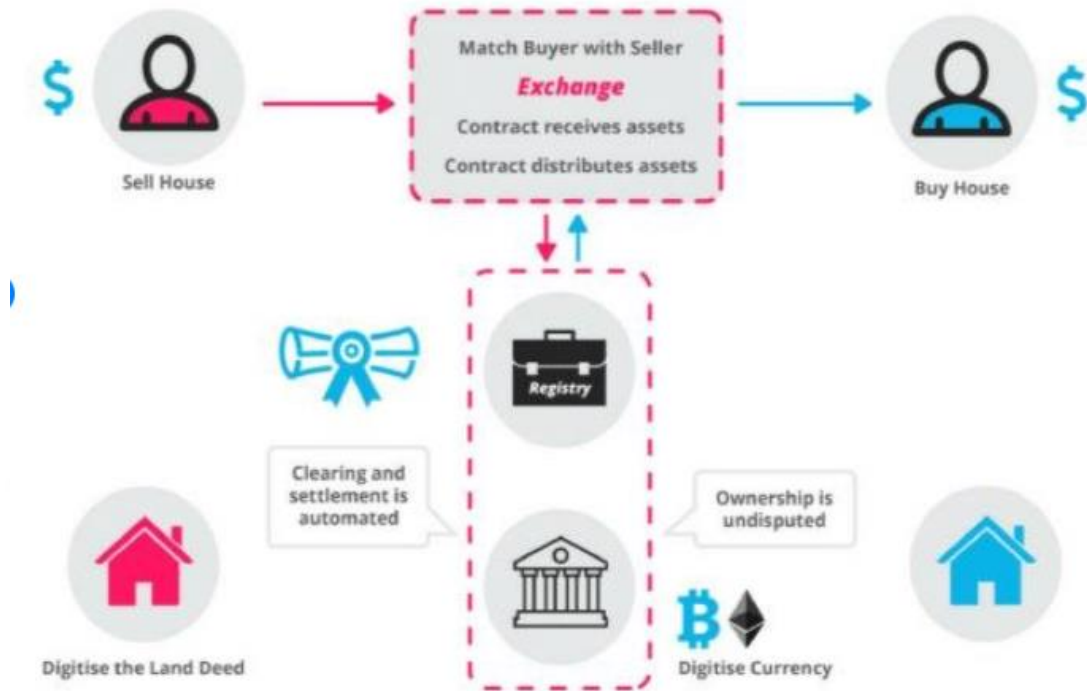 $
Match Buyer with Seller
Exchange
Contract receives assets
Contract distributes assets
$
Sell House
Buy House
Registry
Clearing and
settlement is
automated
Ownership is
undisputed
Digitise the Land Deed
Digitise Currency